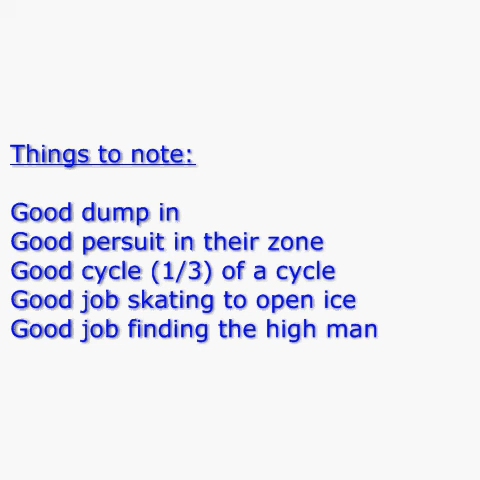 Things to note:
Good dump in
Good persuit in their zone
Good cycle (1/3) of a cycle
Good job skating to open ice
Good job finding the high man